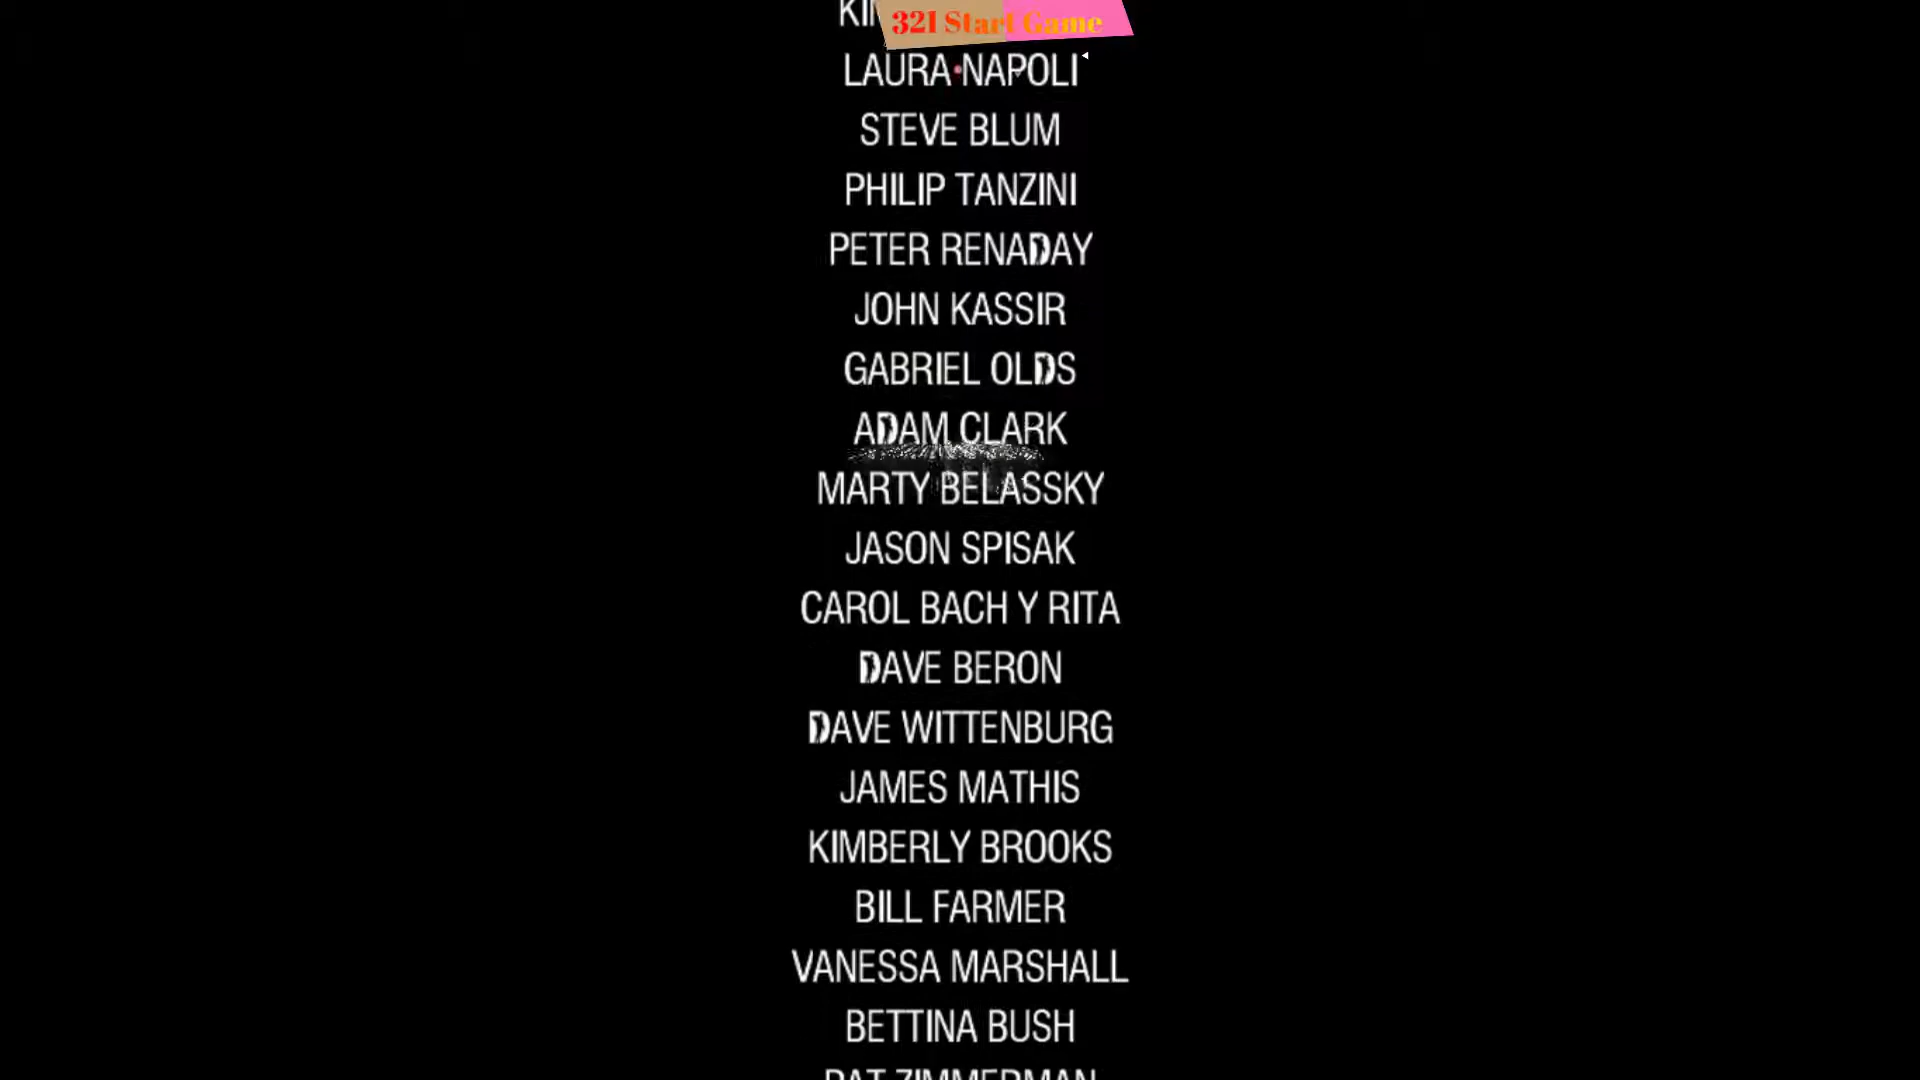 321 Start Game
LAURA NAPOLI
STEVE BLUM
PHILIP TANZINI
PETER RENADAY
JOHN KASSIR
GABRIEL OLDS
ADAM CLARK
MARTY BELASSKY
JASON SPISAK
CAROL BACH Y RITA
DAVE BERON
DAVE WITTENBURG
JAMES MATHIS
KIMBERLY BROOKS
BILL FARMER
VANESSA MARSHALL
BETTINA BUSH
PAT ZIMMERMAN